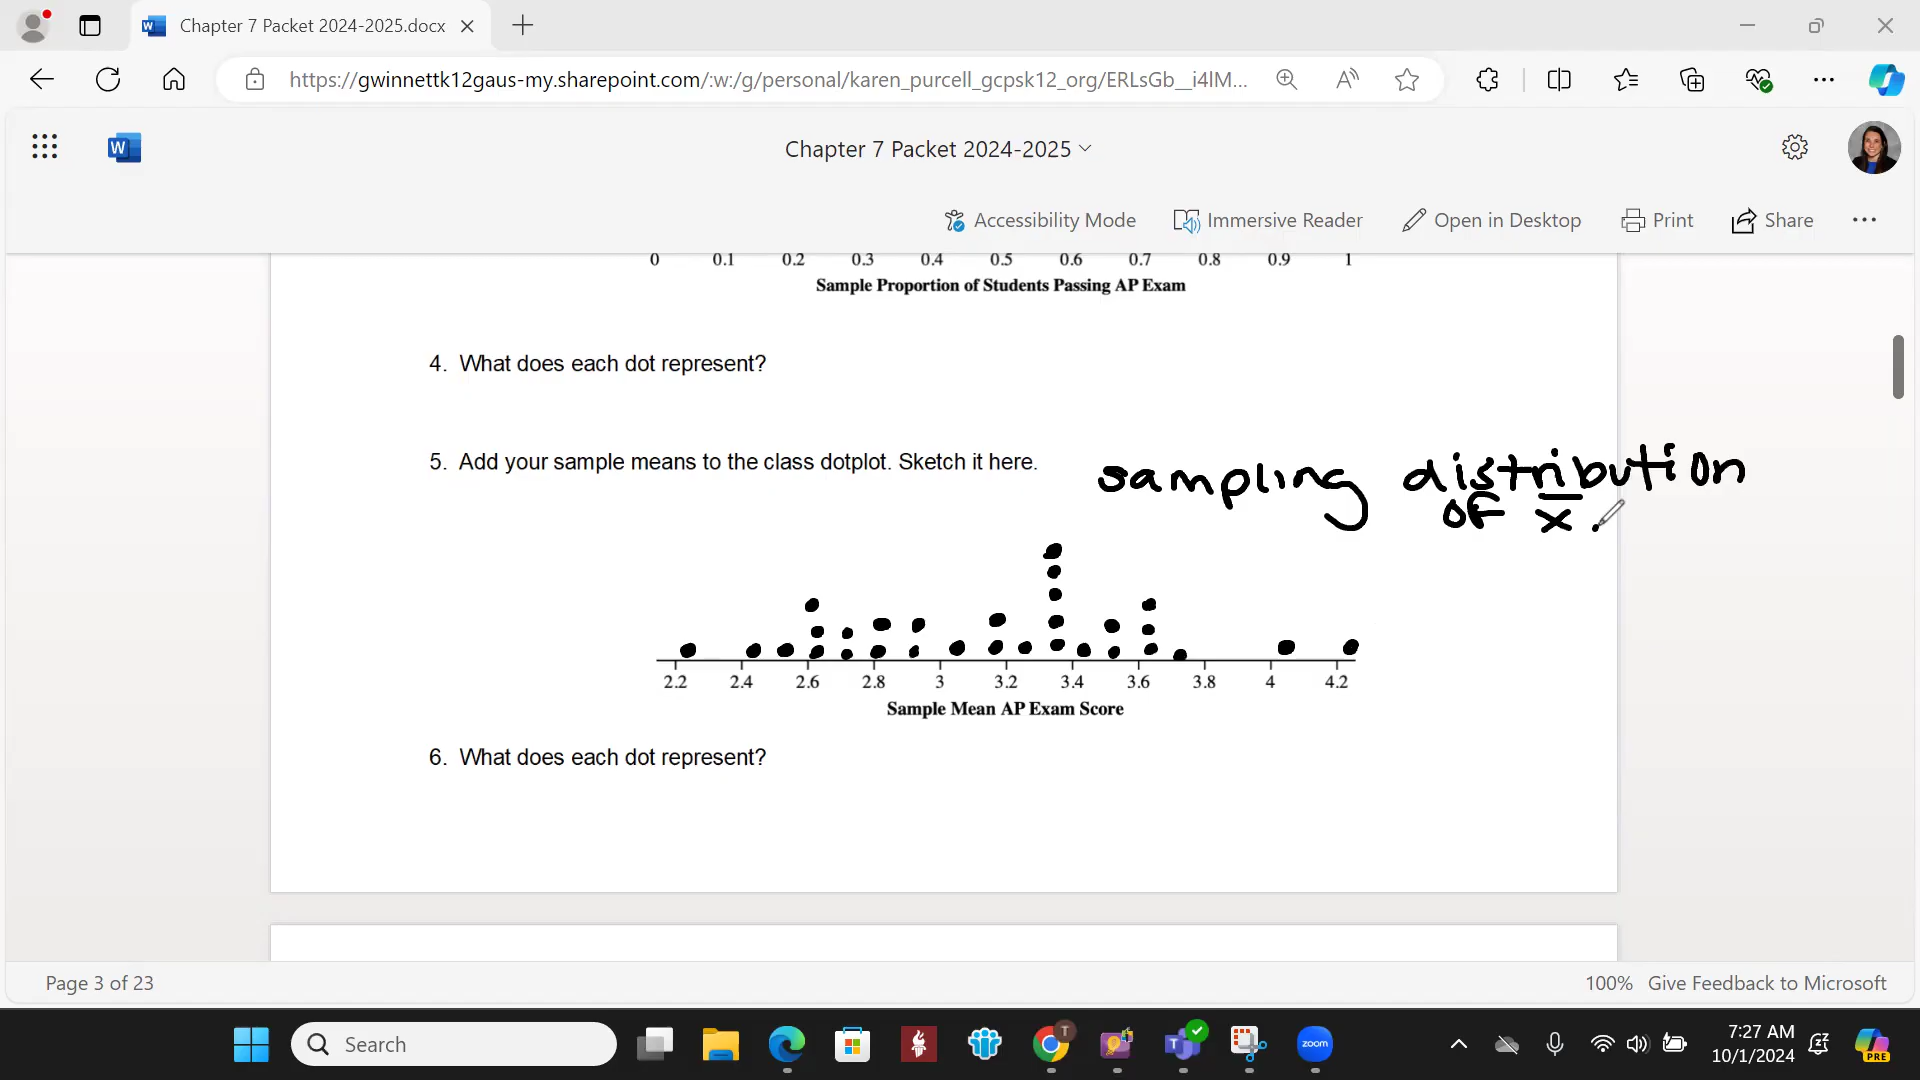 Chapter 7 Packet 2024-2025.docx
https://gwinnettk12gaus-my.sharepoint.com/:w:/g/personal/karen_purcell_gcpsk12_org/ERLsGb__i4lM...
W
Chapter 7 Packet 2024-2025
Accessibility Mode Immersive Reader Open in Desktop Print Share
0 0.1 0.2 0.3 0.4 0.5 0.6 0.7 0.8 0.9 1
Sample Proportion of Students Passing AP Exam
4. What does each dot represent?
5. Add your sample means to the class dotplot. Sketch it here.
sampling distribution
of x̄.
2.2 2.4 2.6 2.8 3 3.2 3.4 3.6 3.8 4 4.2
Sample Mean AP Exam Score
6. What does each dot represent?
Page 3 of 23 100% Give Feedback to Microsoft
Search zoom 7:27 AM
10/1/2024 PRE